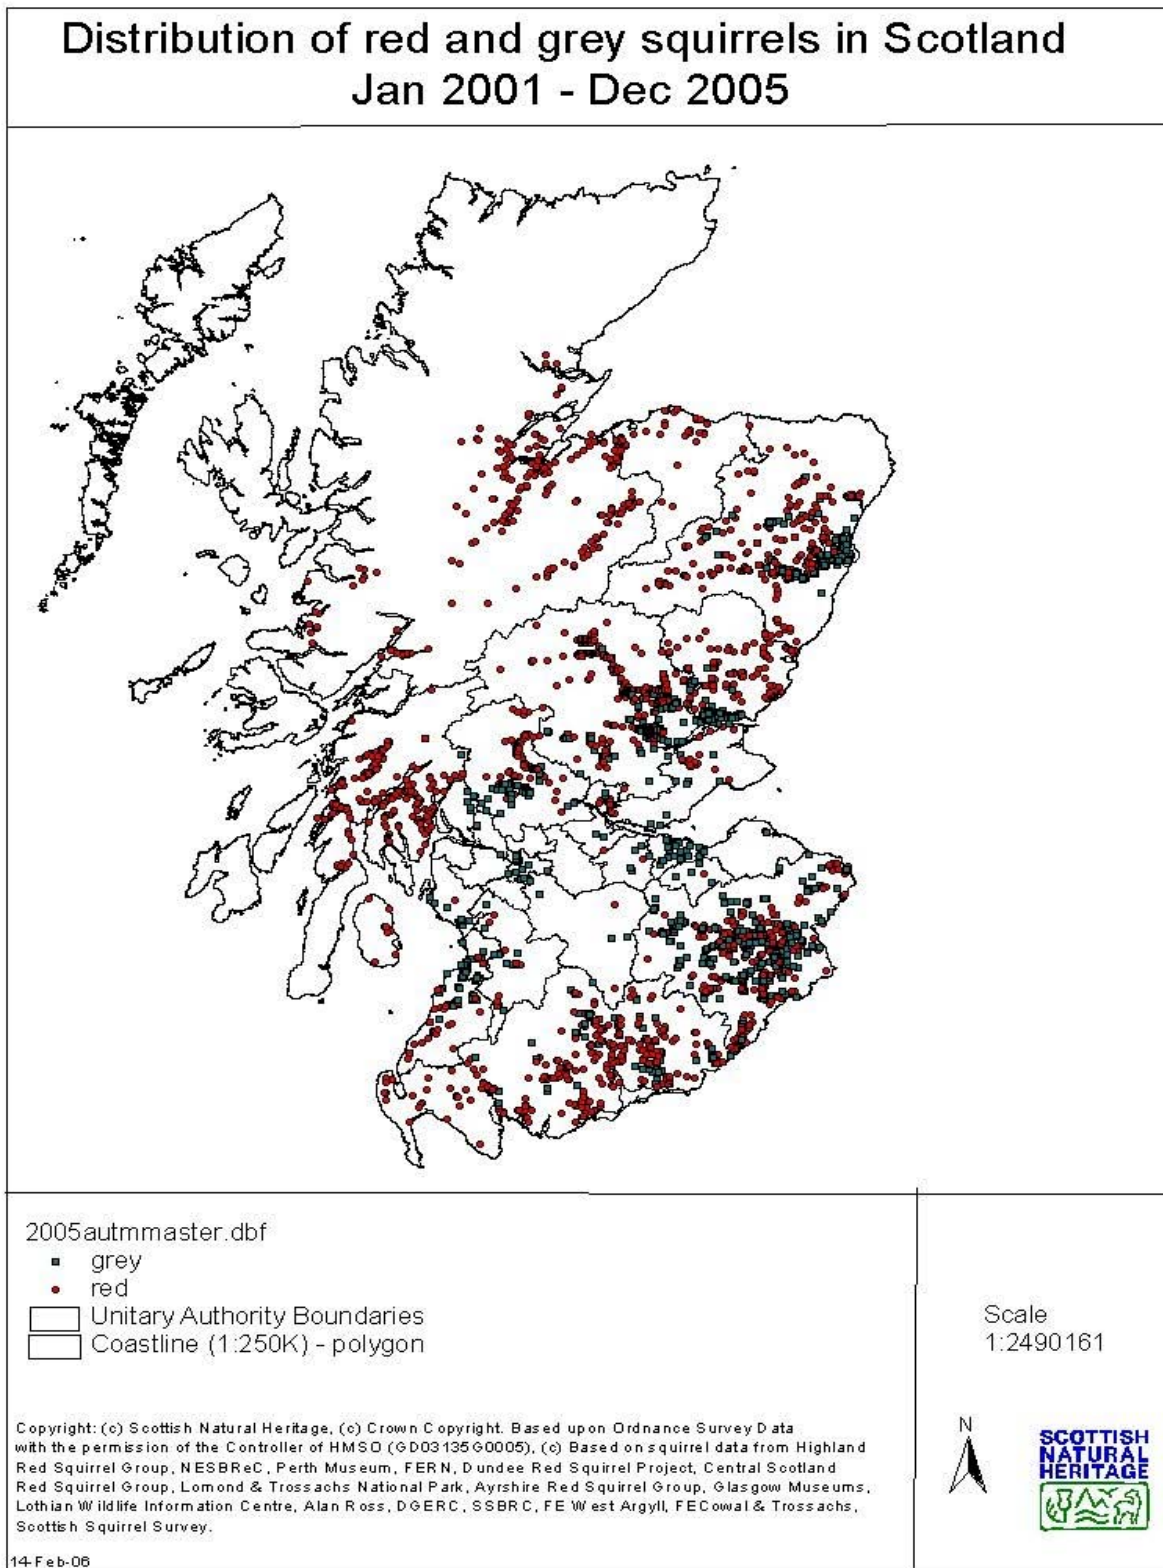 Distribution of red and grey squirrels in Scotland
Jan 2001 - Dec 2005
2005autmmaster.dbf
grey
red
Unitary Authority Boundaries
Coastline (1:250K) - polygon
Scale
1:2490161
Copyright: (c) Scottish Natural Heritage, (c) Crown Copyright. Based upon Ordnance Survey Data
with the permission of the Controller of HMSO (GD03135G0005), (c) Based on squirrel data from Highland
Red Squirrel Group, NESBReC, Perth Museum, FERN, Dundee Red Squirrel Project, Central Scotland
Red Squirrel Group, Lomond & Trossachs National Park, Ayrshire Red Squirrel Group, Glasgow Museums,
Lothian Wildlife Information Centre, Alan Ross, DGERC, SSBRC, FE West Argyll, FECowal & Trossachs,
Scottish Squirrel Survey.
14-Feb-06
N
SCOTTISH
NATURAL
HERITAGE